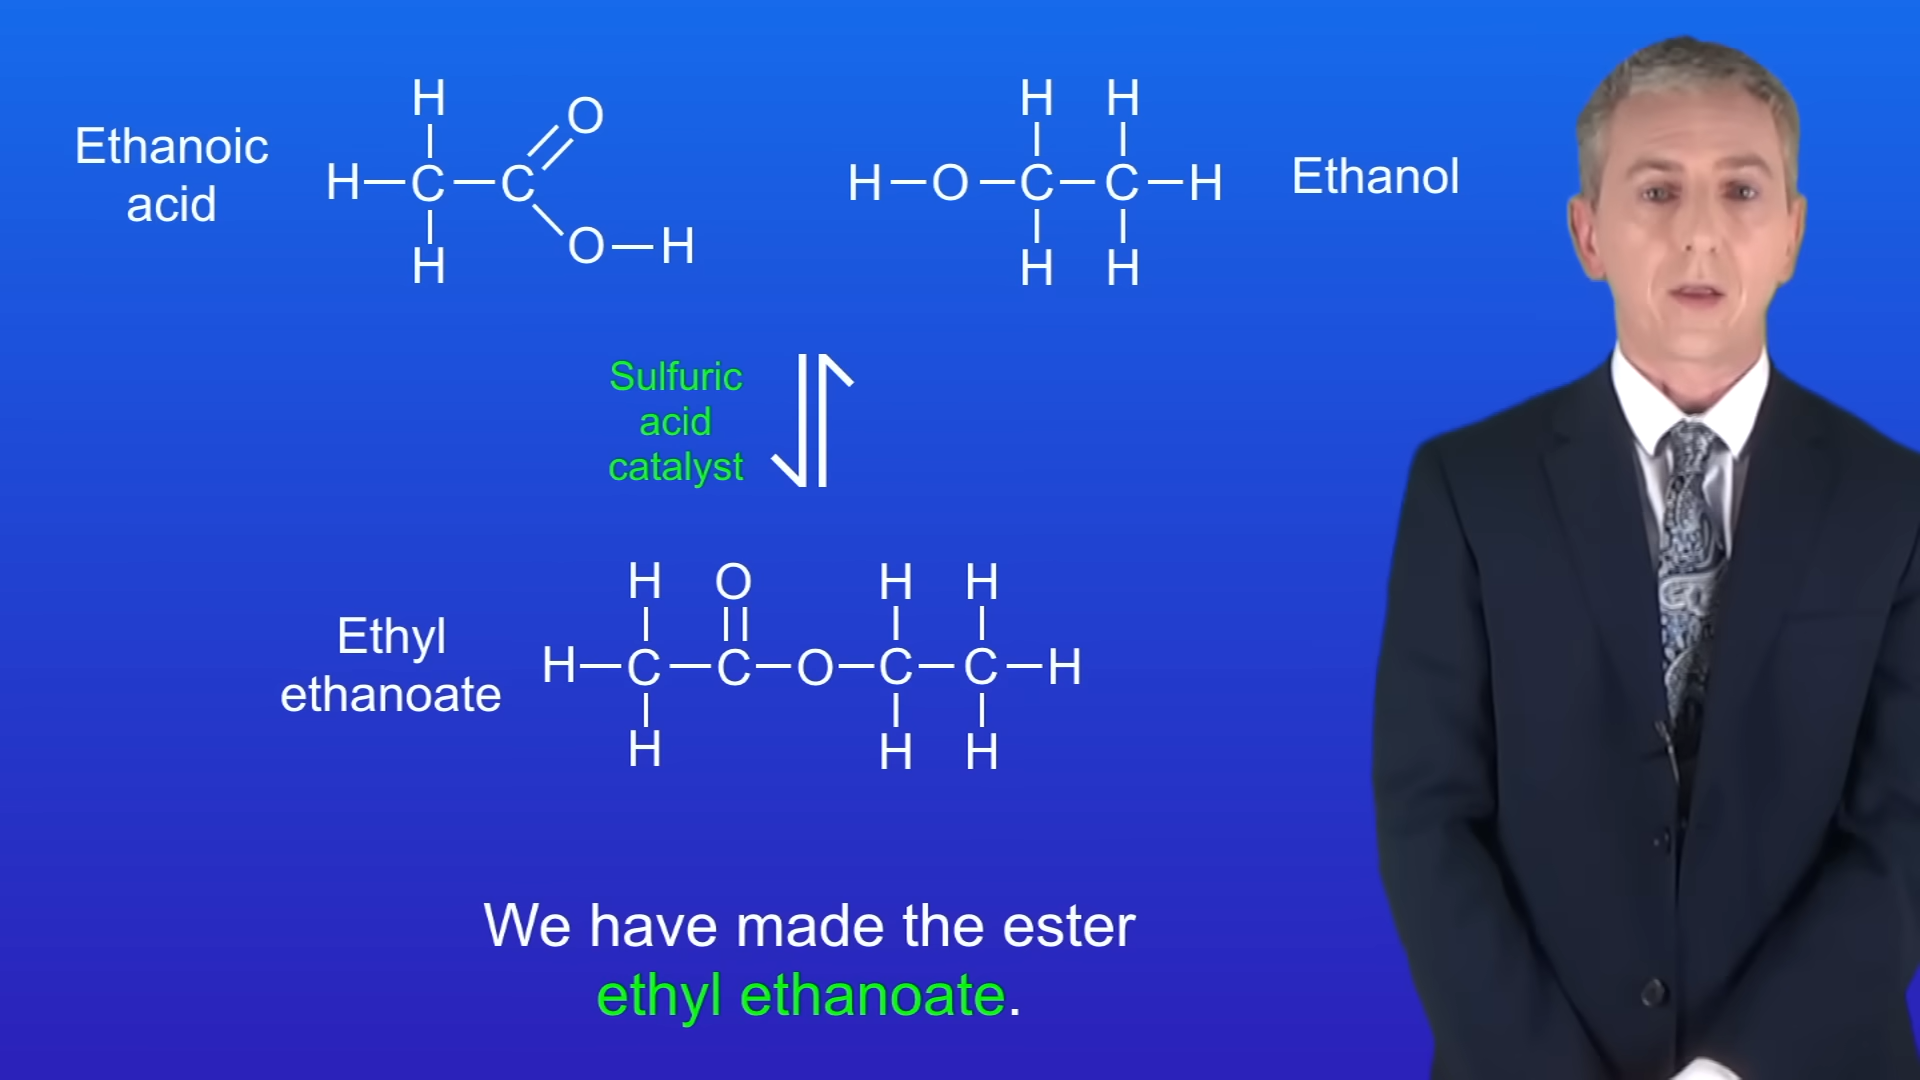 Ethanoic
acid
H
H—C—C
H
O
O—H
H H
H—O—C—C—H
H H
Ethanol
Sulfuric
acid
catalyst
Ethyl
ethanoate
H O H H
H—C—C—O—C—C—H
H H H
We have made the ester
ethyl ethanoate.